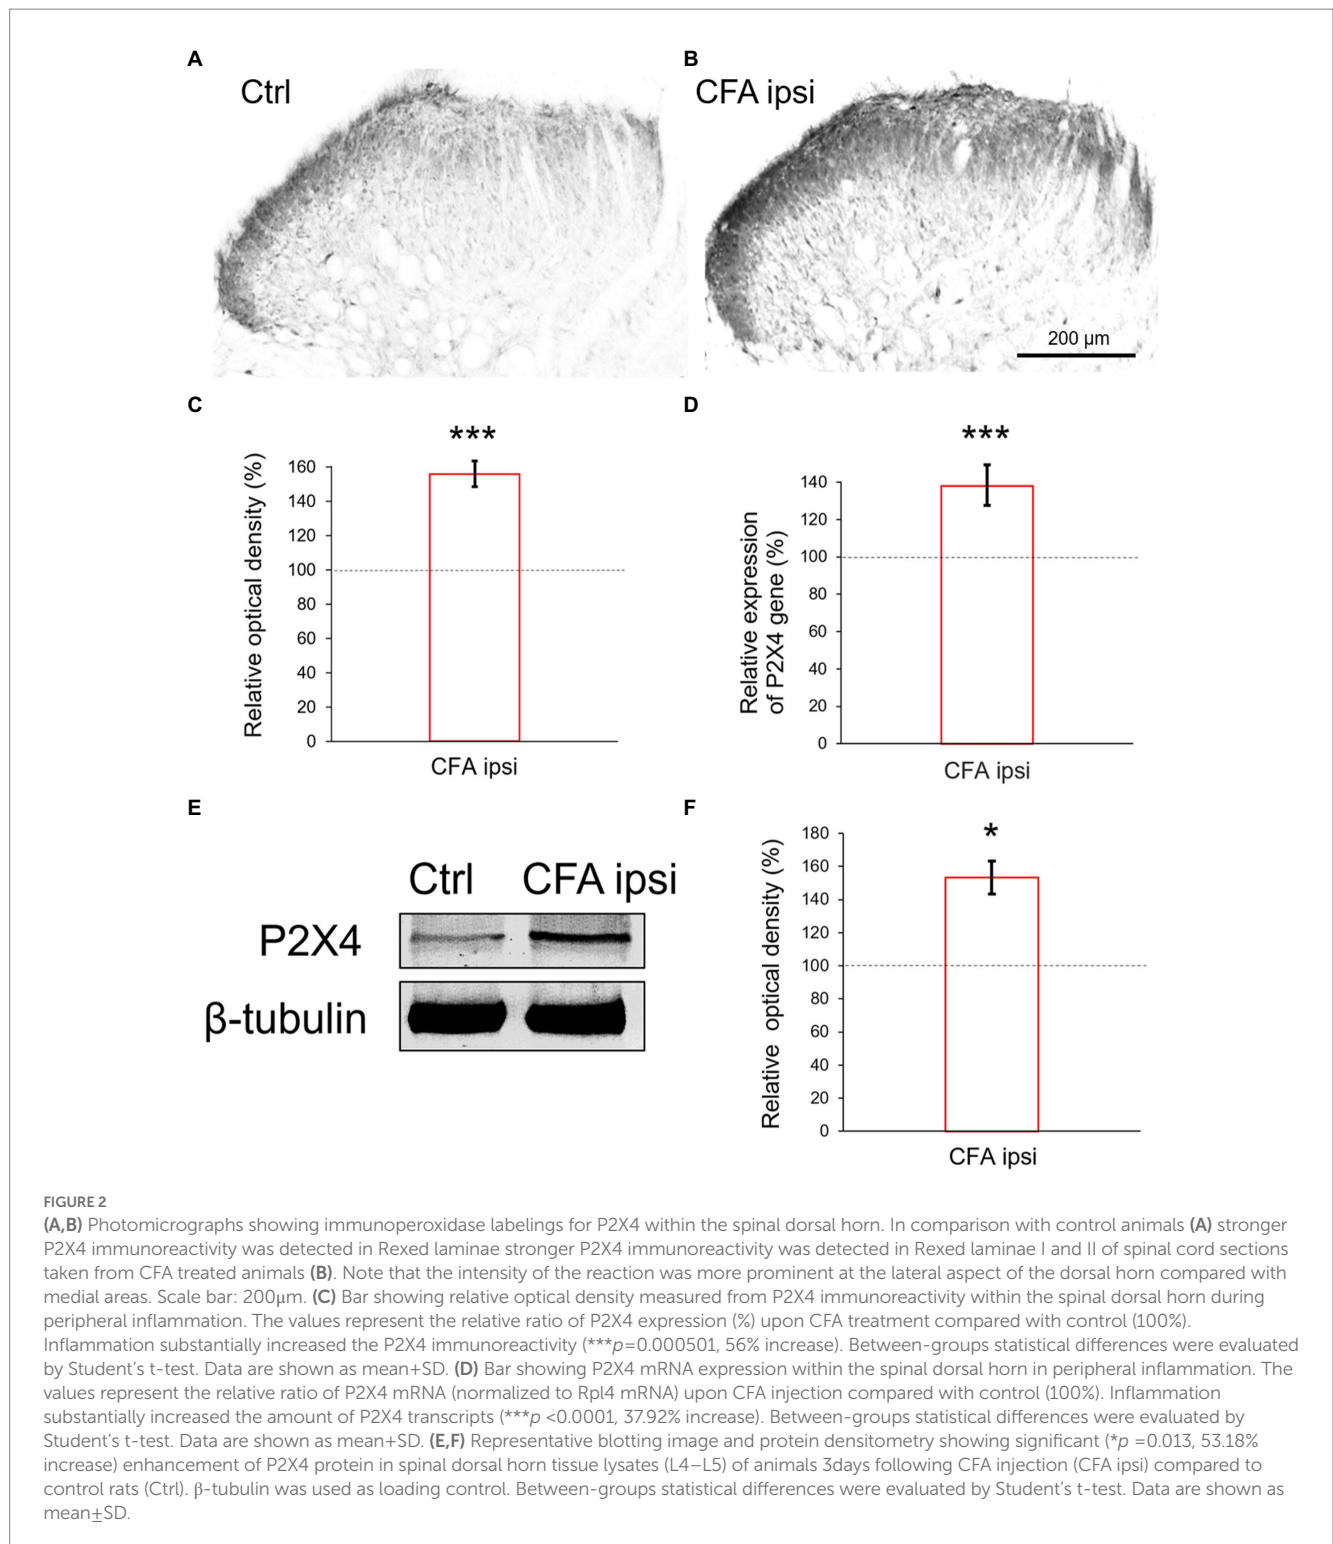 A
Ctrl
B
CFA ipsi
200 μm
C
***
Relative optical density (%)
160
140
120
100
80
60
40
20
0
CFA ipsi
D
***
Relative expression
of P2X4 gene (%)
140
120
100
80
60
40
20
0
CFA ipsi
E
Ctrl
CFA ipsi
P2X4
β-tubulin
F
*
Relative optical density (%)
180
160
140
120
100
80
60
40
20
0
CFA ipsi
FIGURE 2
(A,B) Photomicrographs showing immunoperoxidase labelings for P2X4 within the spinal dorsal horn. In comparison with control animals (A) stronger
P2X4 immunoreactivity was detected in Rexed laminae stronger P2X4 immunoreactivity was detected in Rexed laminae I and II of spinal cord sections
taken from CFA treated animals (B). Note that the intensity of the reaction was more prominent at the lateral aspect of the dorsal horn compared with
medial areas. Scale bar: 200μm. (C) Bar showing relative optical density measured from P2X4 immunoreactivity within the spinal dorsal horn during
peripheral inflammation. The values represent the relative ratio of P2X4 expression (%) upon CFA treatment compared with control (100%).
Inflammation substantially increased the P2X4 immunoreactivity (***p=0.000501, 56% increase). Between-groups statistical differences were evaluated
by Student's t-test. Data are shown as mean+SD. (D) Bar showing P2X4 mRNA expression within the spinal dorsal horn in peripheral inflammation. The
values represent the relative ratio of P2X4 mRNA (normalized to Rpl4 mRNA) upon CFA injection compared with control (100%). Inflammation
substantially increased the amount of P2X4 transcripts (***p <0.0001, 37.92% increase). Between-groups statistical differences were evaluated by
Student's t-test. Data are shown as mean+SD. (E,F) Representative blotting image and protein densitometry showing significant (*p =0.013, 53.18%
increase) enhancement of P2X4 protein in spinal dorsal horn tissue lysates (L4–L5) of animals 3days following CFA injection (CFA ipsi) compared to
control rats (Ctrl). β-tubulin was used as loading control. Between-groups statistical differences were evaluated by Student's t-test. Data are shown as
mean±SD.